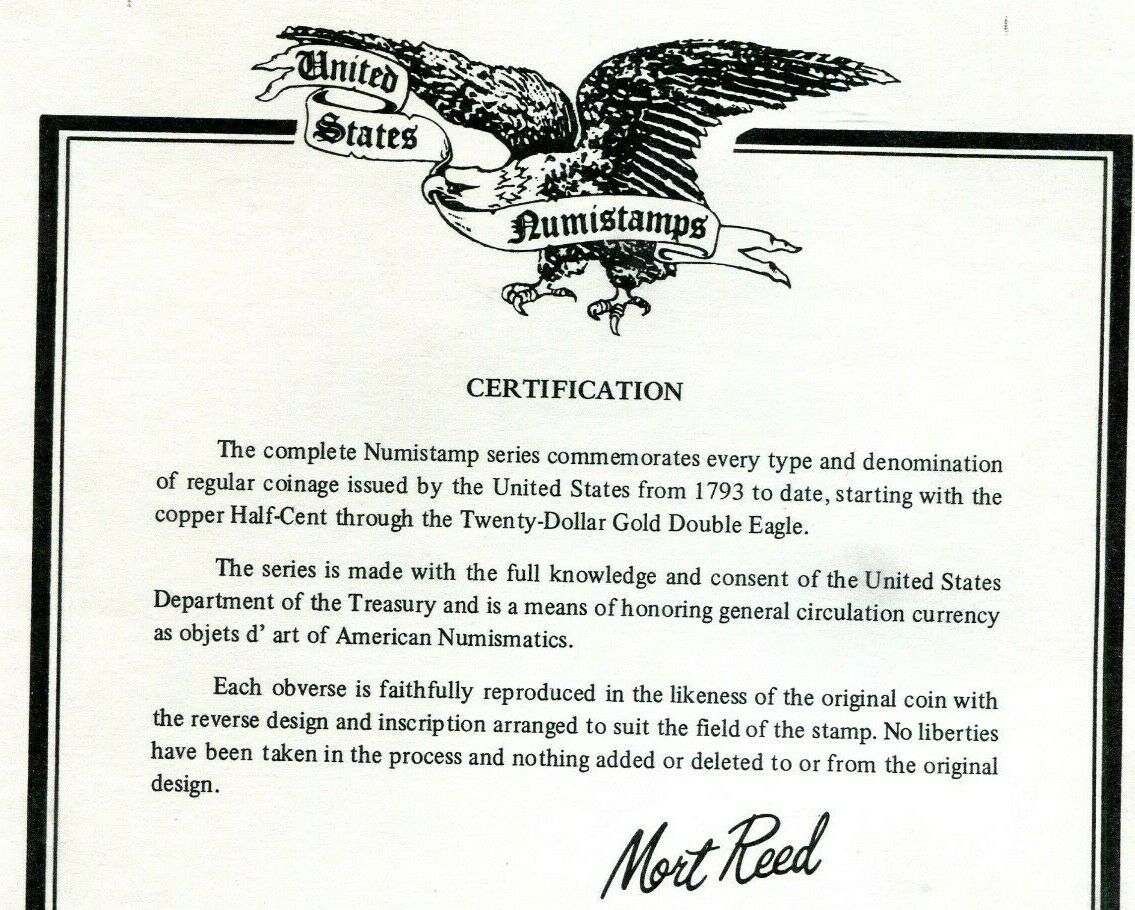 United
States
Numistamps
CERTIFICATION
The complete Numistamp series commemorates every type and denomination
of regular coinage issued by the United States from 1793 to date, starting with the
copper Half-Cent through the Twenty-Dollar Gold Double Eagle.
The series is made with the full knowledge and consent of the United States
Department of the Treasury and is a means of honoring general circulation currency
as objets d' art of American Numismatics.
Each obverse is faithfully reproduced in the likeness of the original coin with
the reverse design and inscription arranged to suit the field of the stamp. No liberties
have been taken in the process and nothing added or deleted to or from the original
design.
Mort Reed